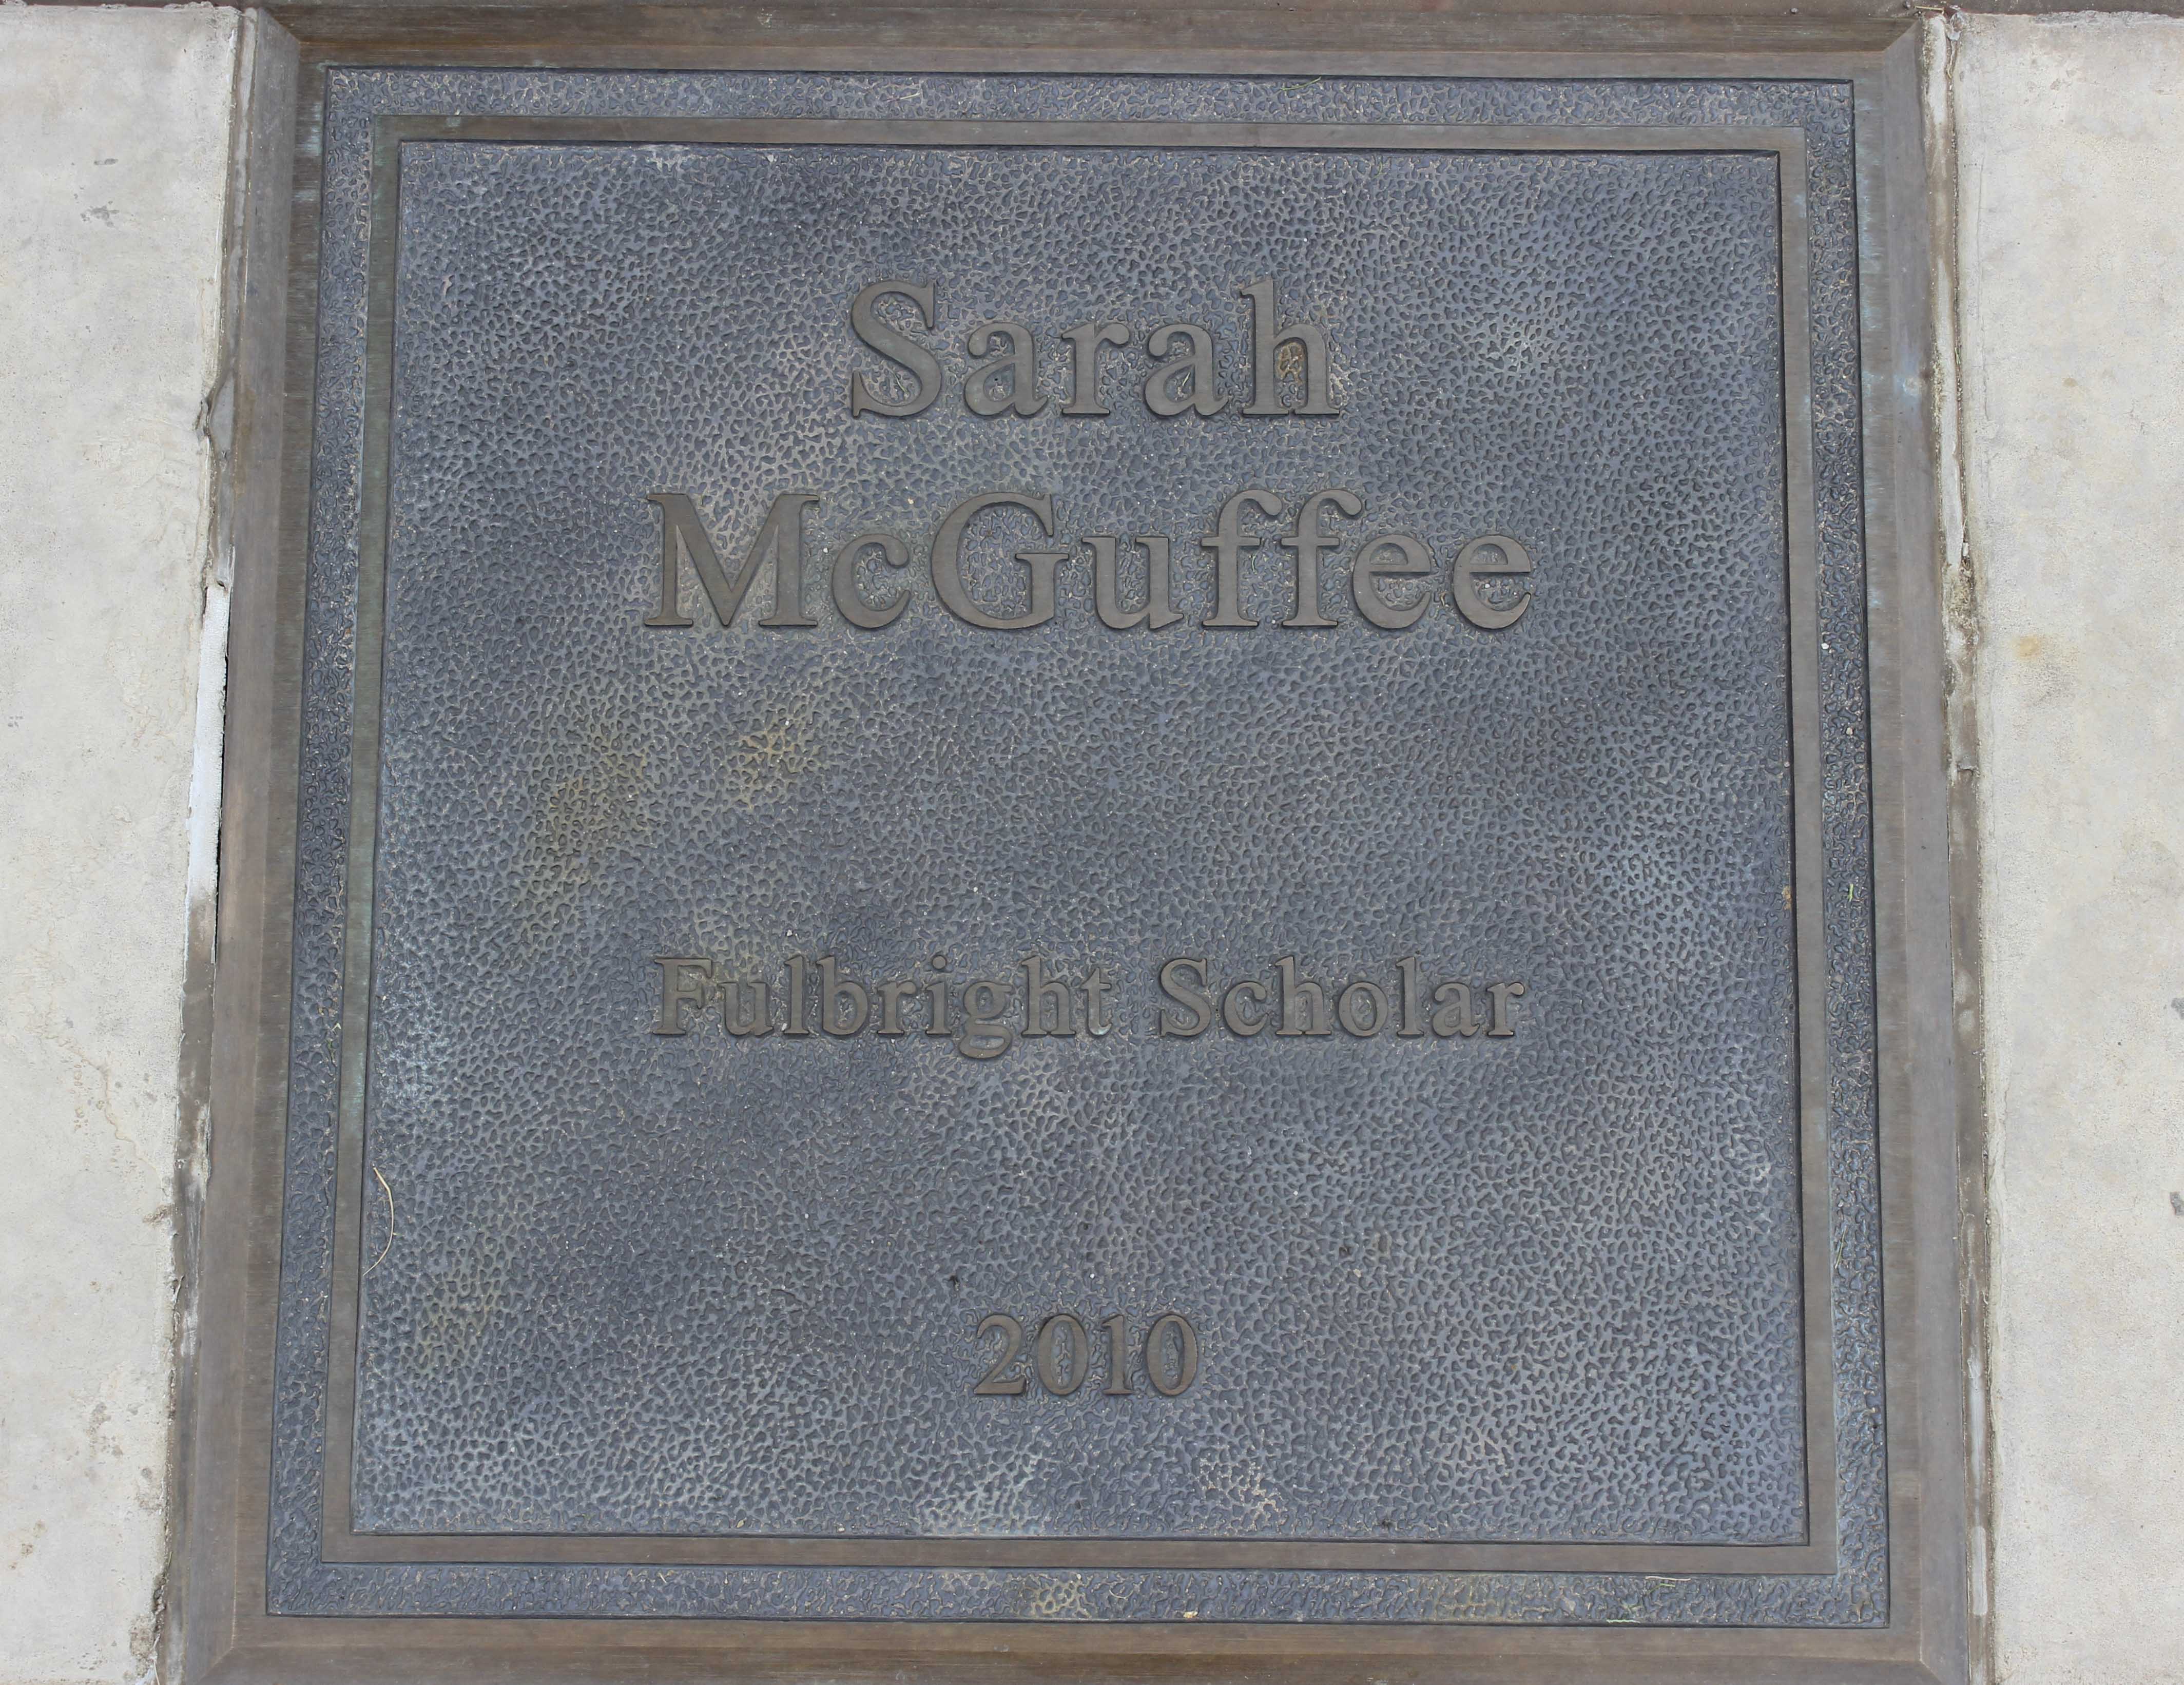 Sarah
McGuffee
Fulbright Scholar
2010